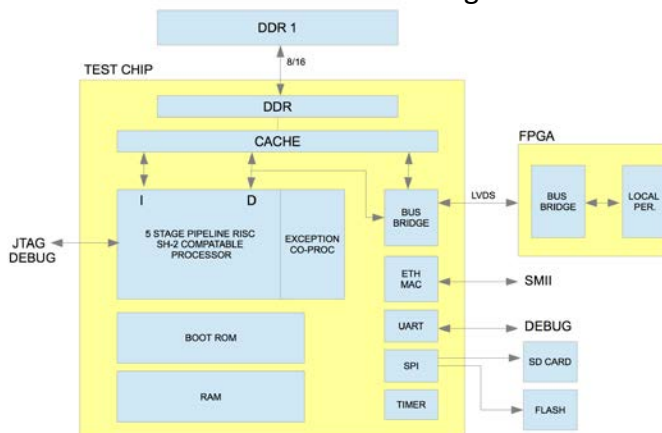 DDR 1
8/16
TEST CHIP
DDR
CACHE
FPGA
I
D
LVDS
BUS
BRIDGE
LOCAL
PER.
BUS
BRIDGE
5 STAGE PIPELINE RISC
SH-2 COMPATABLE
PROCESSOR
EXCEPTION
CO-PROC
JTAG
DEBUG
ETH
MAC
SMII
UART
DEBUG
BOOT ROM
SPI
SD CARD
RAM
TIMER
FLASH